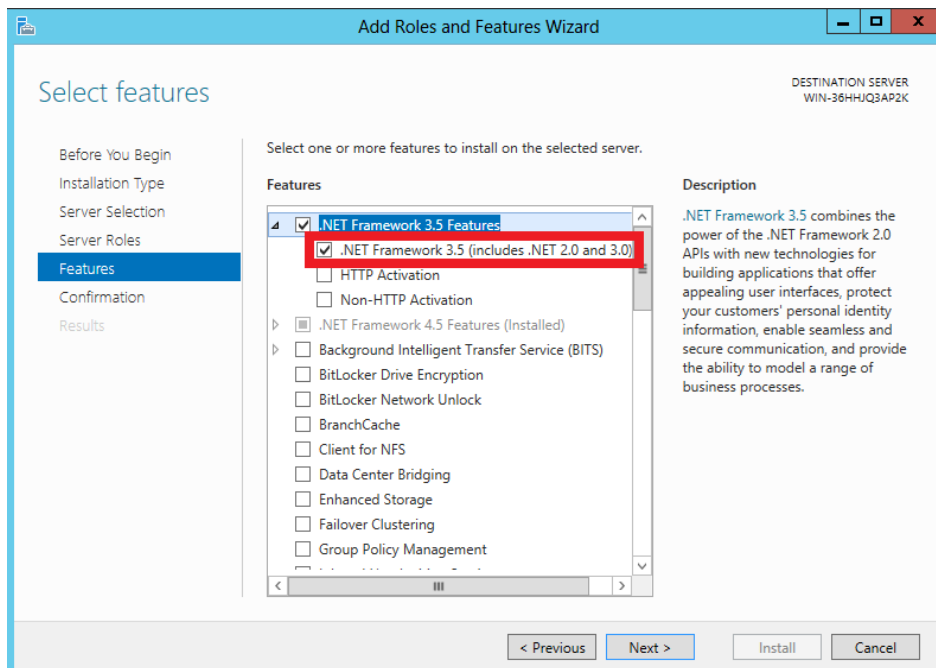 Add Roles and Features Wizard
Select features
DESTINATION SERVER
WIN-36HHJQ3AP2K
Before You Begin
Installation Type
Server Selection
Server Roles
Features
Confirmation
Results
Select one or more features to install on the selected server.
Features
.NET Framework 3.5 Features
.NET Framework 3.5 (includes .NET 2.0 and 3.0)
HTTP Activation
Non-HTTP Activation
.NET Framework 4.5 Features (Installed)
Background Intelligent Transfer Service (BITS)
BitLocker Drive Encryption
BitLocker Network Unlock
BranchCache
Client for NFS
Data Center Bridging
Enhanced Storage
Failover Clustering
Group Policy Management
Description
.NET Framework 3.5 combines the
power of the .NET Framework 2.0
APIs with new technologies for
building applications that offer
appealing user interfaces, protect
your customers' personal identity
information, enable seamless and
secure communication, and provide
the ability to model a range of
business processes.
< Previous
Next >
Install
Cancel